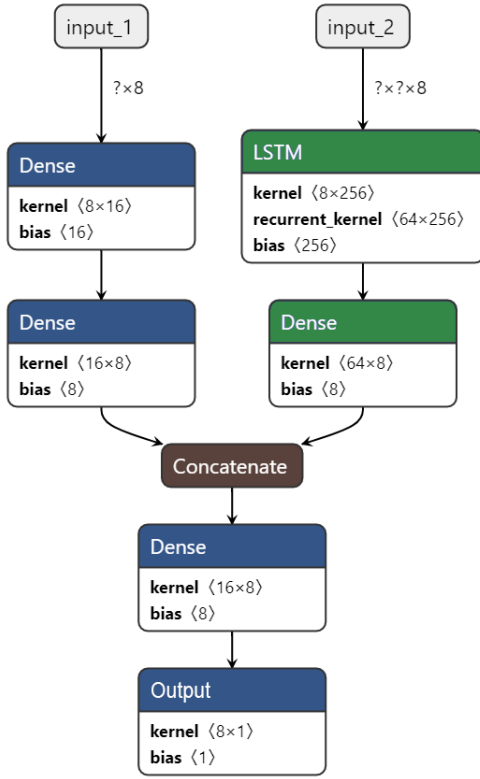 input_1
input_2
?×8
?×?×8
Dense
kernel 〈8×16〉
bias 〈16〉
LSTM
kernel 〈8×256〉
recurrent_kernel 〈64×256〉
bias 〈256〉
Dense
kernel 〈16×8〉
bias 〈8〉
Dense
kernel 〈64×8〉
bias 〈8〉
Concatenate
Dense
kernel 〈16×8〉
bias 〈8〉
Output
kernel 〈8×1〉
bias 〈1〉